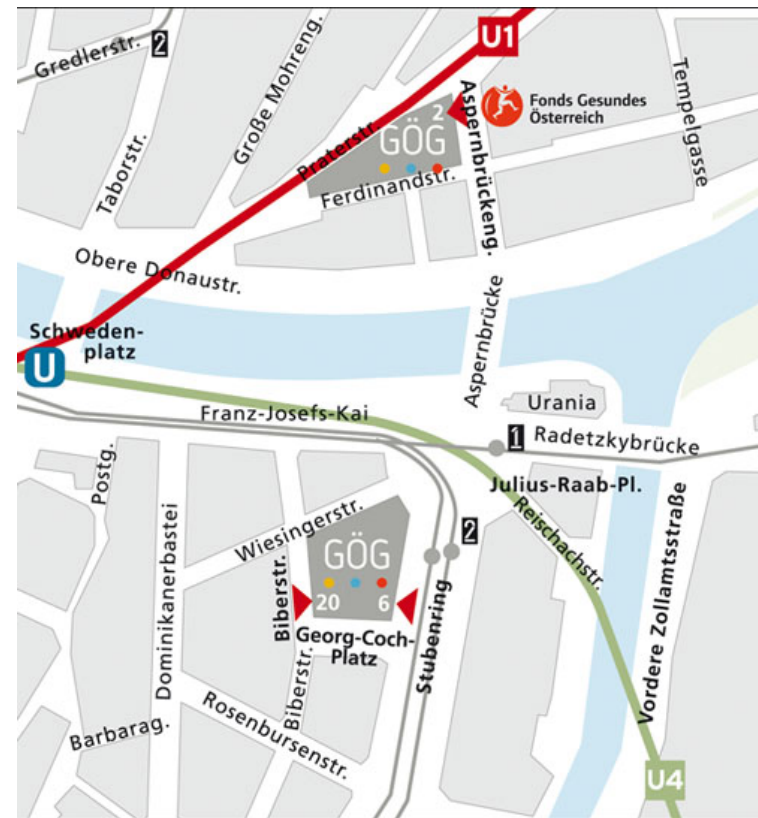 U1
Gredlerstr.
2
Große Mohreng.
Taborstr.
Praterstr.
2
GÖG
Ferdinandstr.
Aspernbrückeng.
Fonds Gesundes
Österreich
Tempelgasse
Obere Donaustr.
Schweden-
platz
U
Aspernbrücke
Franz-Josefs-Kai
Urania
1
Radetzkybrücke
Julius-Raab-Pl.
Postg.
Dominikanerbastei
Wiesingerstr.
2
Reischachstr.
GÖG
20
6
Biberstr.
Georg-Coch-
Platz
Stubenring
Vordere Zollamtsstraße
Biberstr.
Rosenbursenstr.
Barbarag.
U4